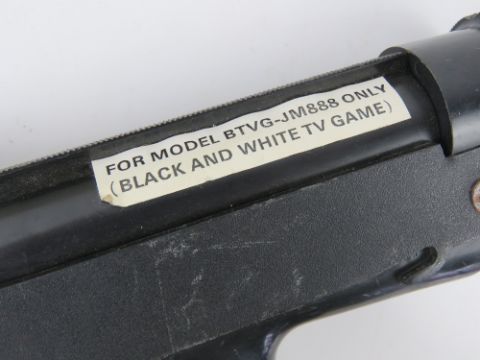 FOR MODEL BTVG-JM888 ONLY
(BLACK AND WHITE TV GAME)